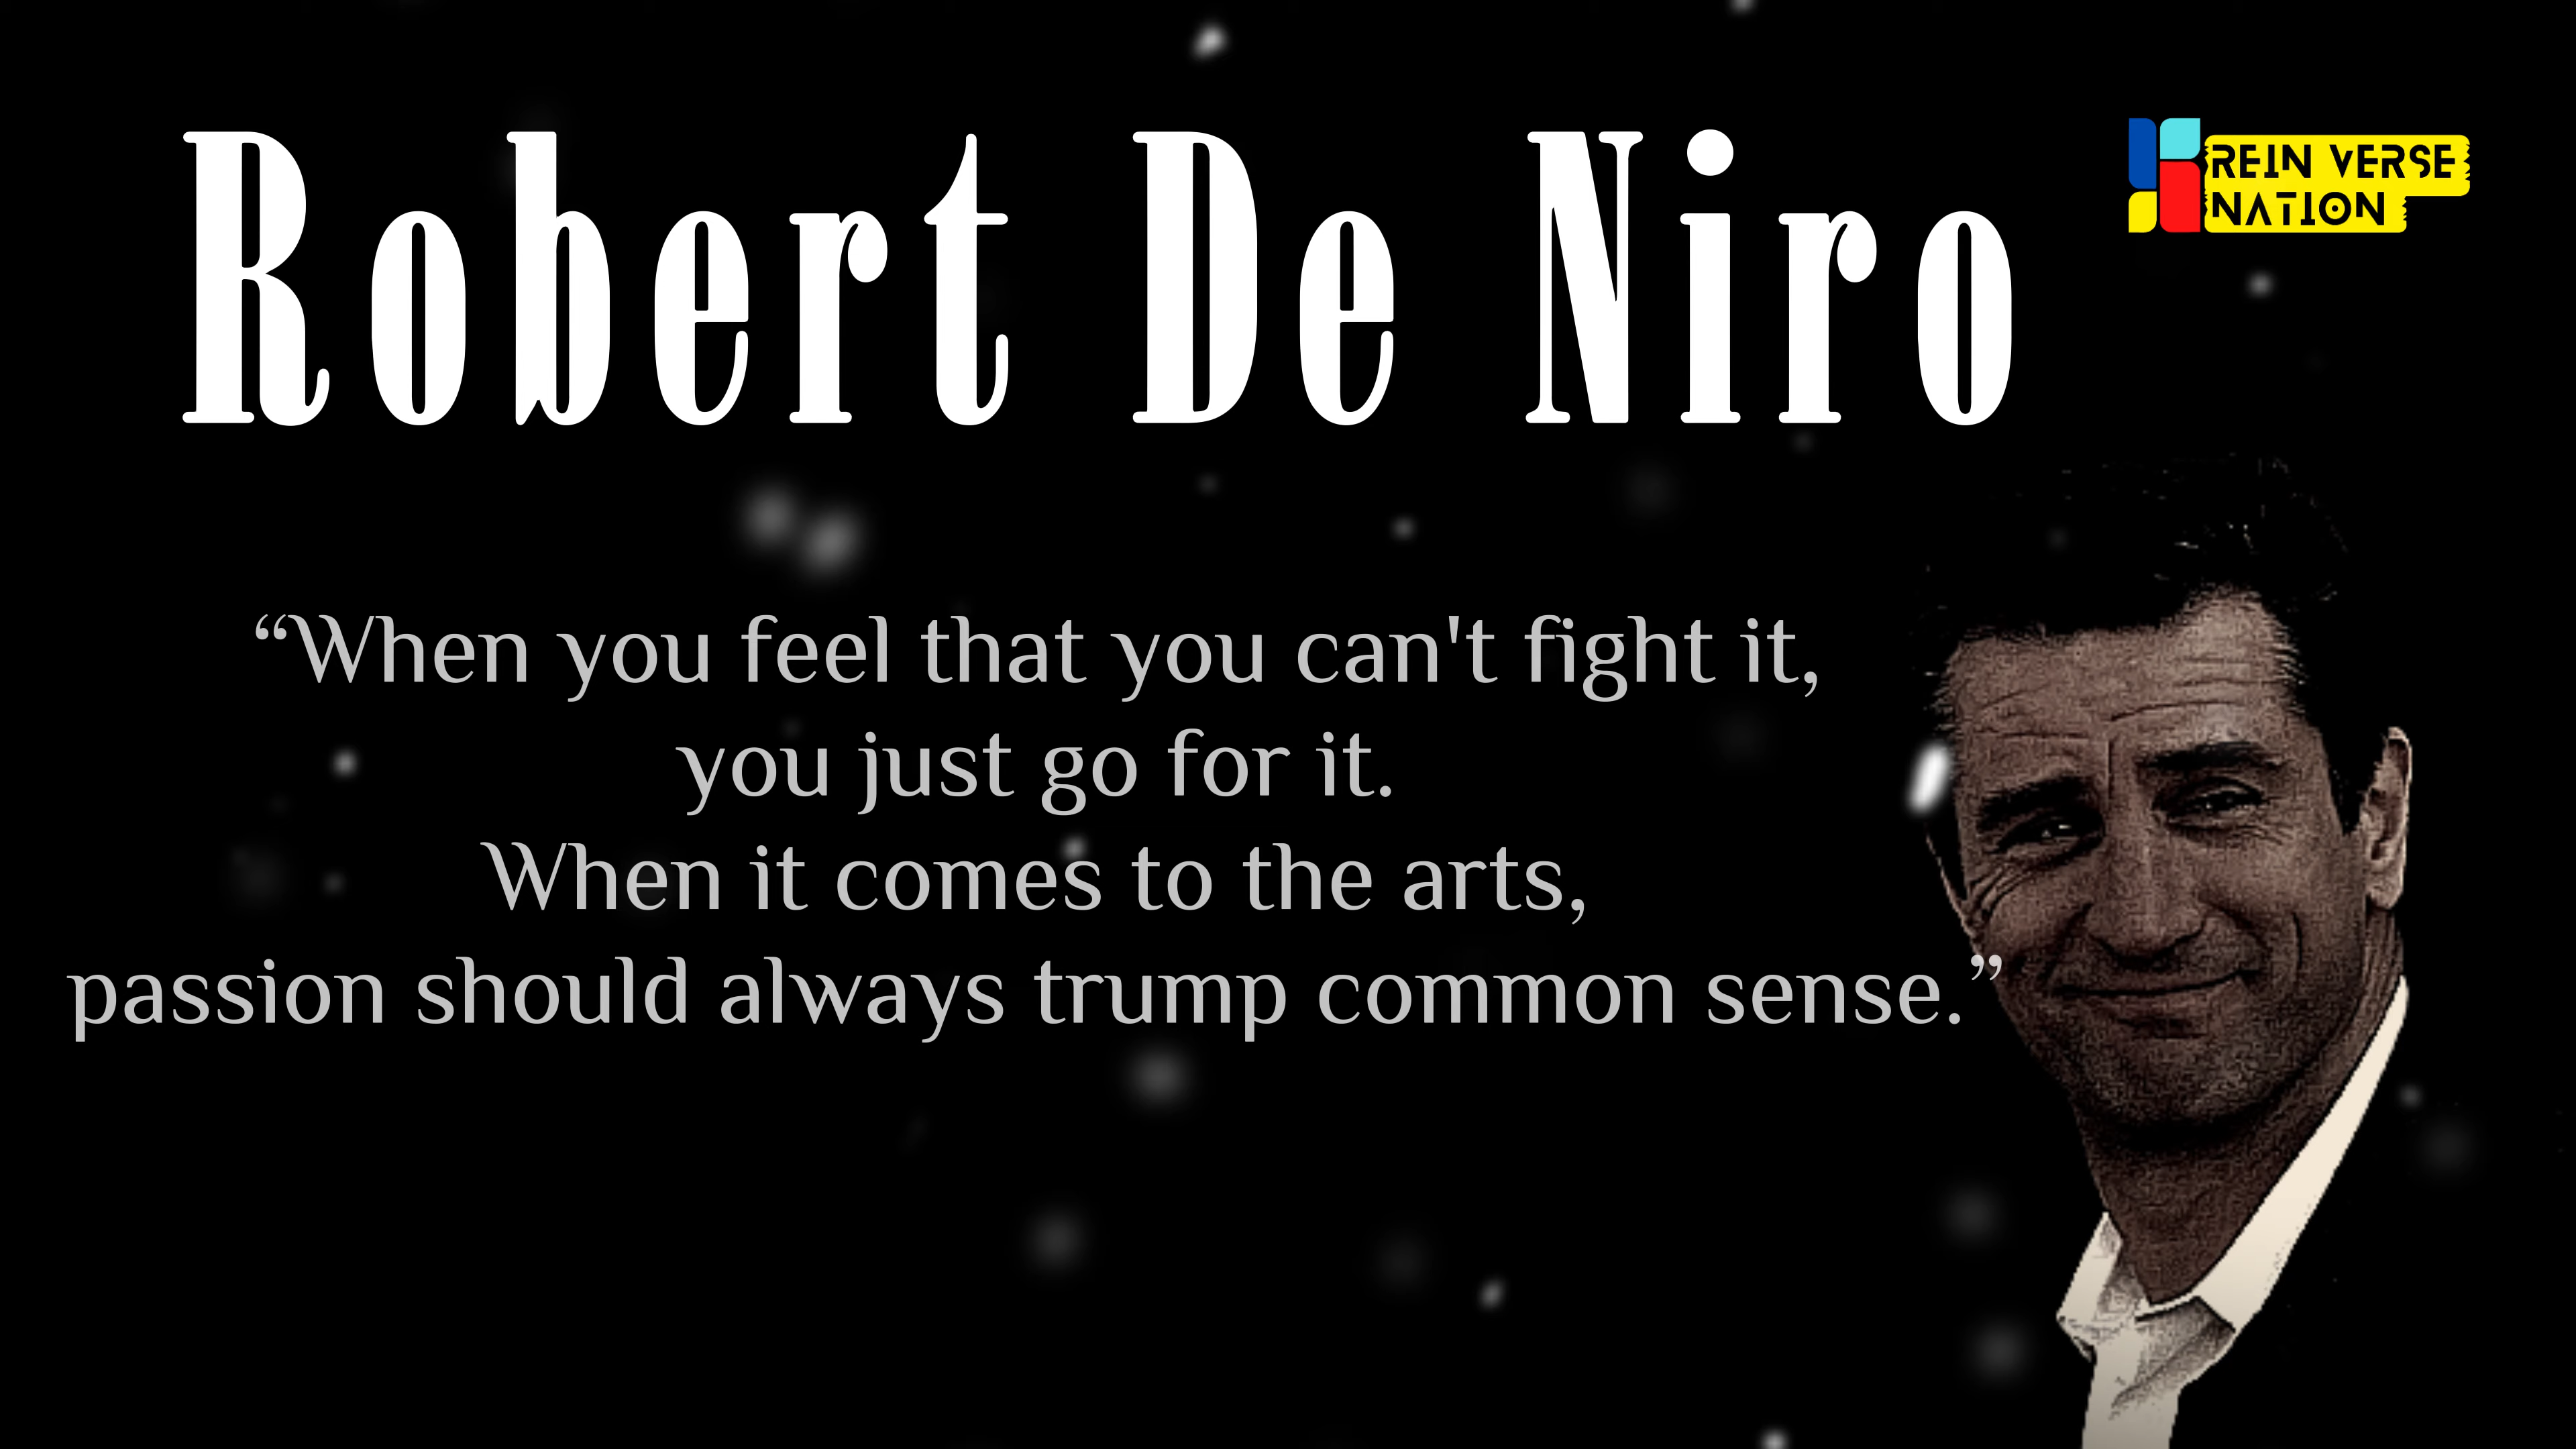 Robert De Niro
REIN VERSE
NATION
“When you feel that you can't fight it,
you just go for it.
When it comes to the arts,
passion should always trump common sense.”